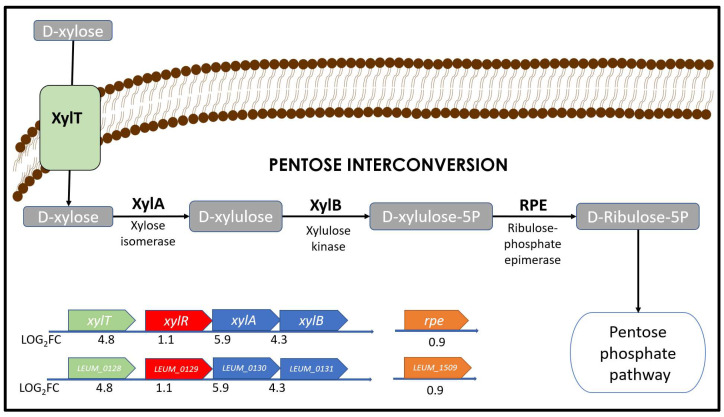 D-xylose
XylT
PENTOSE INTERCONVERSION
D-xylose
XylA
Xylose
isomerase
D-xylulose
XylB
Xylulose
kinase
D-xylulose-5P
RPE
Ribulose-
phosphate
epimerase
D-Ribulose-5P
xylT xylR xylA xylB rpe
LOG2FC 4.8 1.1 5.9 4.3 0.9
LEUM_0128 LEUM_0129 LEUM_0130 LEUM_0131 LEUM_1509
LOG2FC 4.8 1.1 5.9 4.3 0.9
Pentose
phosphate
pathway